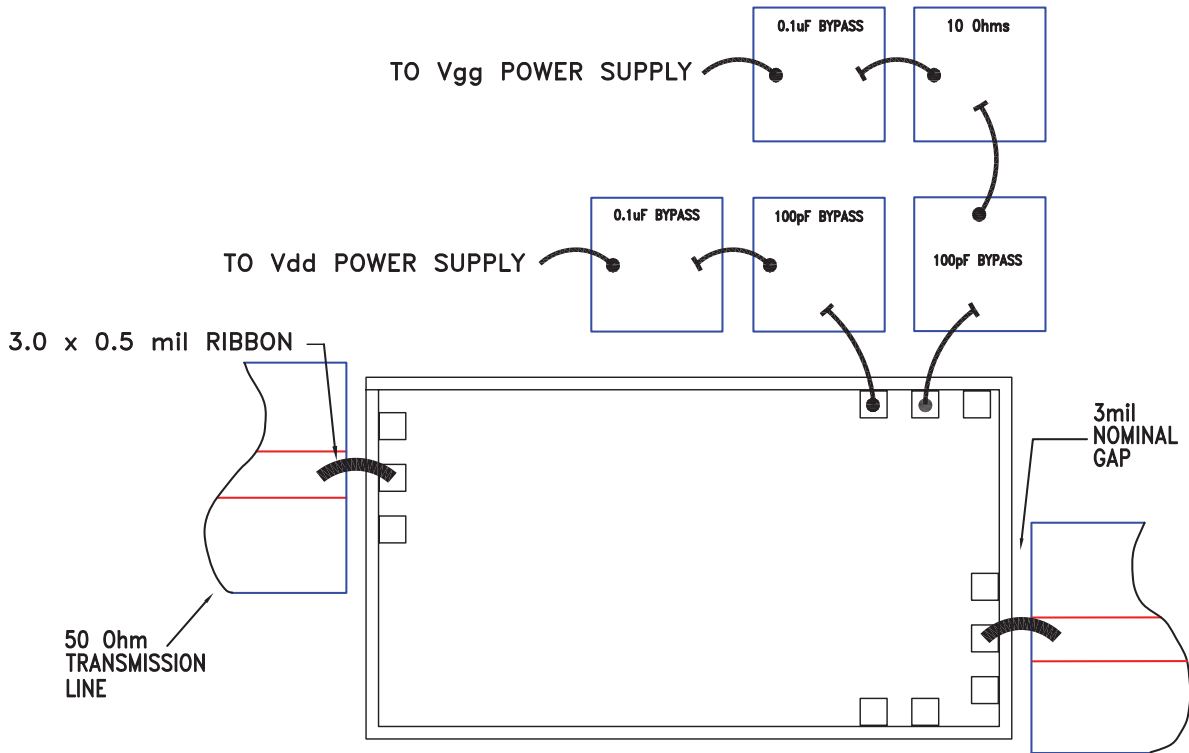 0.1uF BYPASS
10 Ohms
TO Vgg POWER SUPPLY
0.1uF BYPASS
100pF BYPASS
100pF BYPASS
TO Vdd POWER SUPPLY
3.0 x 0.5 mil RIBBON
3mil
NOMINAL
GAP
50 Ohm
TRANSMISSION
LINE